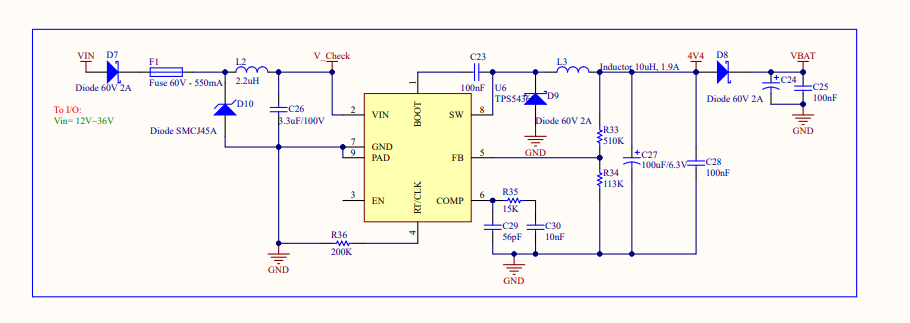 VIN
D7
Diode 60V 2A
F1
Fuse 60V - 550mA
L2
2.2uH
V_Check
C23
100nF
L3
Inductor 10uH, 1.9A
4V4
D8
Diode 60V 2A
VBAT
C24
C25
100nF
GND
To I/O:
Vin= 12V~36V
D10
Diode SMCJ45A
C26
3.3uF/100V
U6
D9
Diode 60V 2A
GND
1
BOOT
2
VIN
SW
8
7
GND
9
PAD
FB
5
3
EN
RT/CLK
COMP
6
4
R33
510K
R34
113K
C27
100uF/6.3V
C28
100nF
R35
15K
C29
56pF
C30
10nF
R36
200K
GND
GND